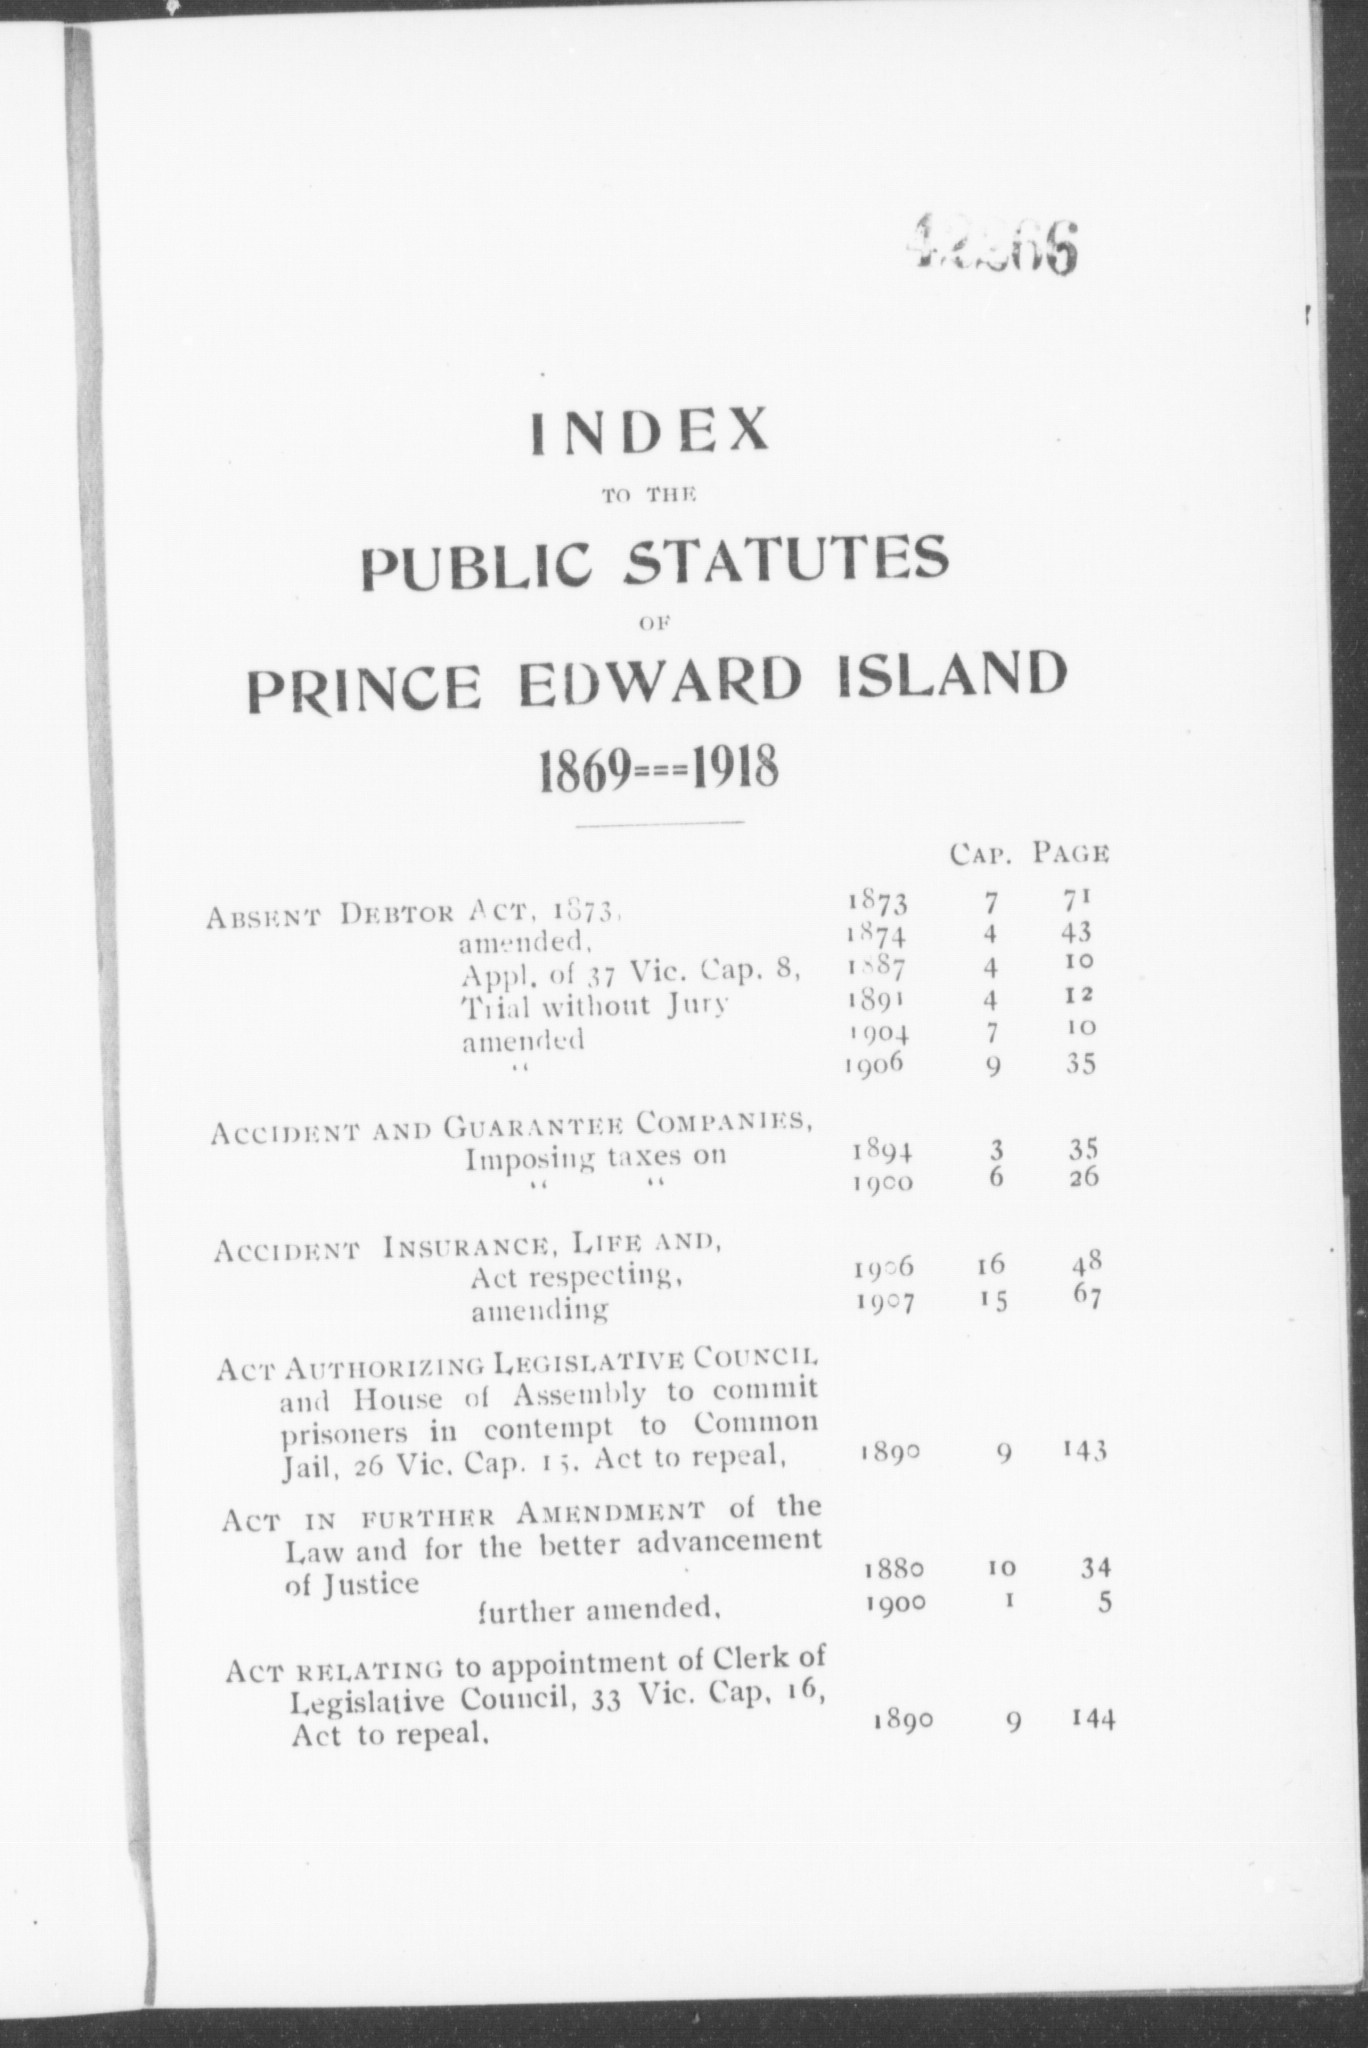 INDEX
TO THE
PUBLIC STATUTES
OF
PRINCE EDWARD ISLAND
1869===1918
CAP. PAGE
ABSENT DEBTOR ACT, 1873, 1873 7 71
amended, 1874 4 43
Appl. of 37 Vic. Cap. 8, 1887 4 10
Trial without Jury 1891 4 12
amended 1904 7 10
“ 1906 9 35
ACCIDENT AND GUARANTEE COMPANIES,
Imposing taxes on 1894 3 35
“ “ 1900 6 26
ACCIDENT INSURANCE, LIFE AND,
Act respecting, 1906 16 48
amending 1907 15 67
ACT AUTHORIZING LEGISLATIVE COUNCIL
and House of Assembly to commit
prisoners in contempt to Common
Jail, 26 Vic. Cap. 15. Act to repeal, 1890 9 143
ACT IN FURTHER AMENDMENT of the
Law and for the better advancement
of Justice 1880 10 34
further amended, 1900 1 5
ACT RELATING to appointment of Clerk of
Legislative Council, 33 Vic. Cap, 16,
Act to repeal, 1890 9 144